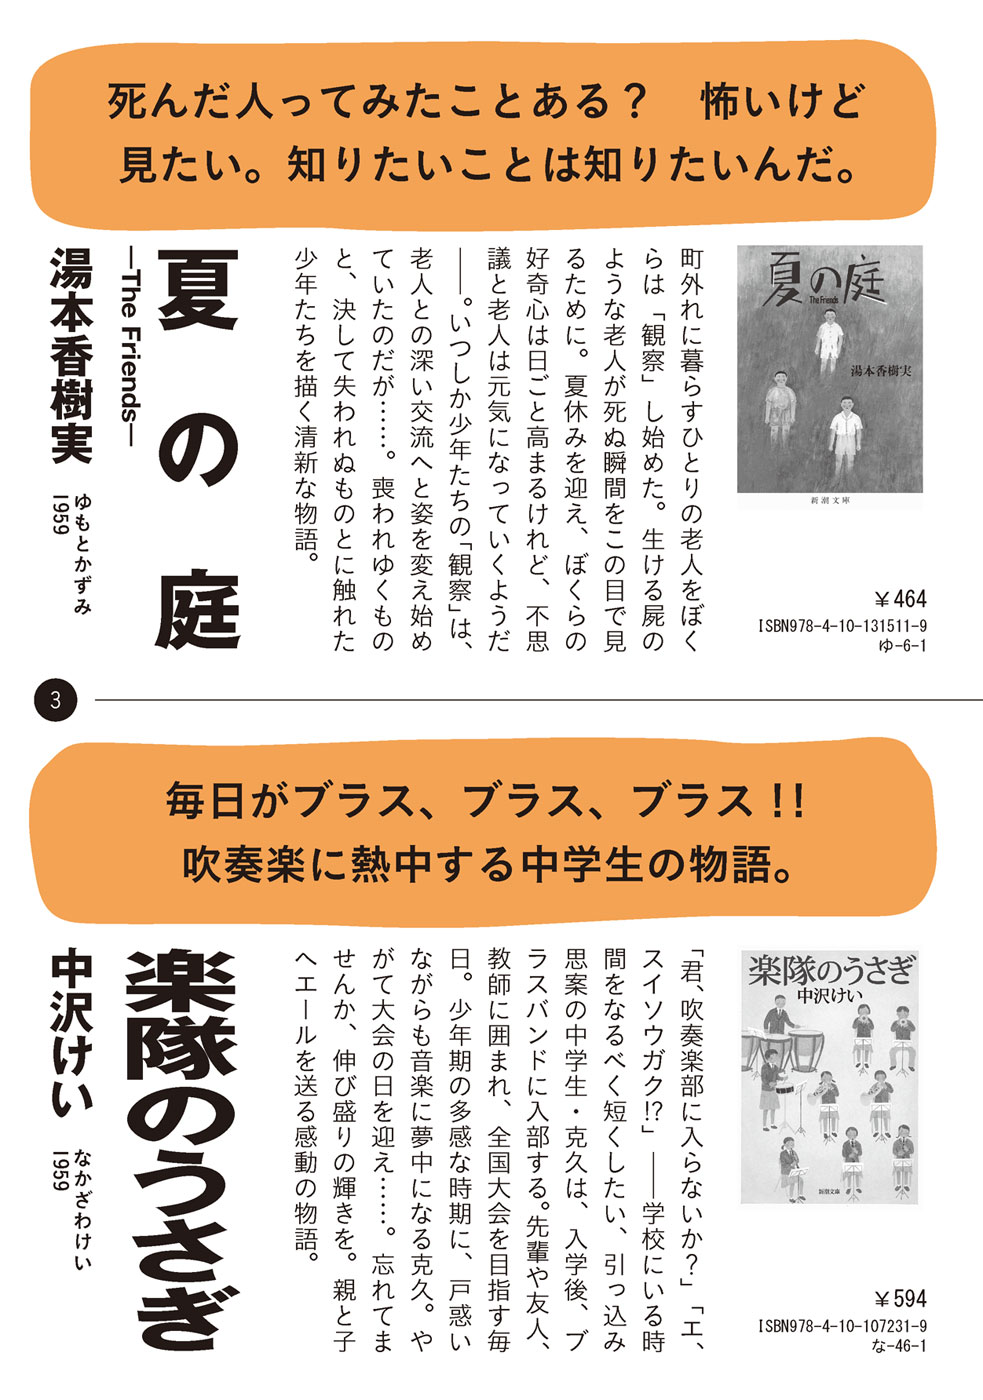 死んだ人ってみたことある？　怖いけど
見たい。知りたいことは知りたいんだ。
夏の庭
The Friends
湯本香樹実
新潮文庫
町外れに暮らすひとりの老人をぼく
らは「観察」し始めた。生ける屍の
ような老人が死ぬ瞬間をこの目で見
るために。夏休みを迎え、ぼくらの
好奇心は日ごと高まるけれど、不思
議と老人は元気になっていくようだ
――。いつしか少年たちの「観察」は、
老人との深い交流へと姿を変え始め
ていたのだが……。喪われゆくもの
と、決して失われぬものとに触れた
少年たちを描く清新な物語。
夏の庭
―The Friends―
湯本香樹実
ゆもとかずみ
1959
￥464
ISBN978-4-10-131511-9
ゆ-6-1
3
毎日がブラス、ブラス、ブラス!!
吹奏楽に熱中する中学生の物語。
楽隊のうさぎ
中沢けい
新潮文庫
「君、吹奏楽部に入らないか？」「エ、
スイソウガク!?」――学校にいる時
間をなるべく短くしたい、引っ込み
思案の中学生・克久は、入学後、ブ
ラスバンドに入部する。先輩や友人、
教師に囲まれ、全国大会を目指す毎
日。少年期の多感な時期に、戸惑い
ながらも音楽に夢中になる克久。や
がて大会の日を迎え……。忘れてま
せんか、伸び盛りの輝きを。親と子
へエールを送る感動の物語。
楽隊のうさぎ
中沢けい
なかざわけい
1959
￥594
ISBN978-4-10-107231-9
な-46-1